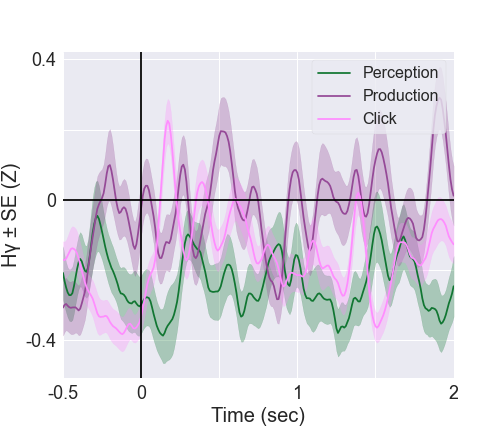 0.4
Perception
Production
Click
0
-0.4
Hγ ± SE (Z)
-0.5
0
1
2
Time (sec)